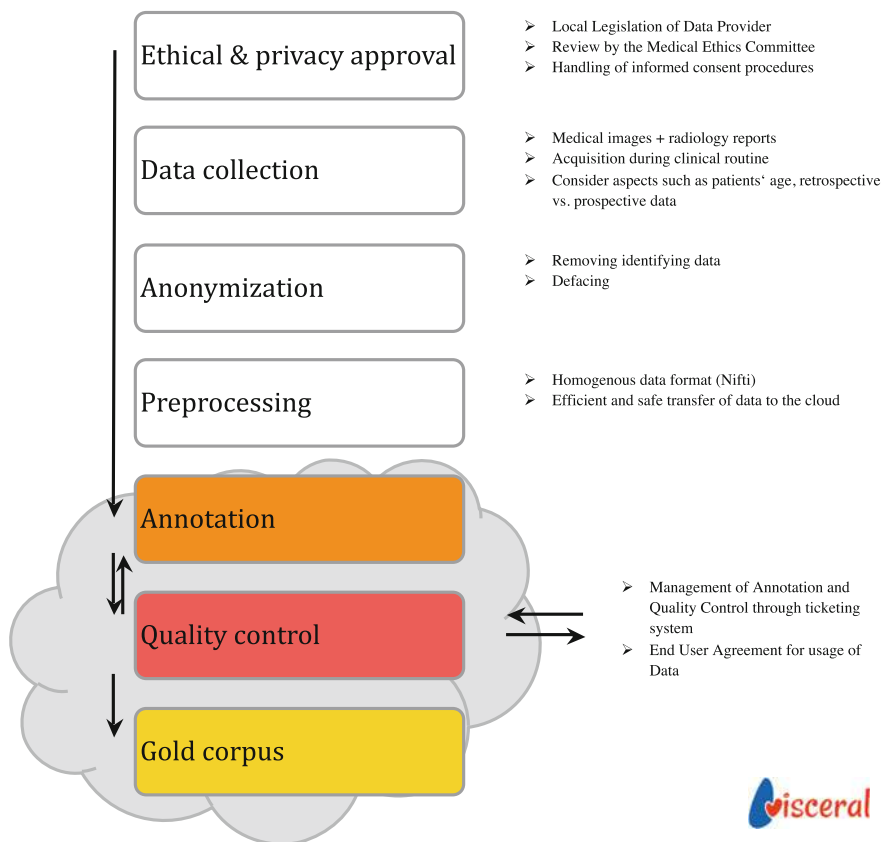 Ethical & privacy approval
➢ Local Legislation of Data Provider
➢ Review by the Medical Ethics Committee
➢ Handling of informed consent procedures
Data collection
➢ Medical images + radiology reports
➢ Acquisition during clinical routine
➢ Consider aspects such as patients‘ age, retrospective
vs. prospective data
Anonymization
➢ Removing identifying data
➢ Defacing
Preprocessing
➢ Homogenous data format (Nifti)
➢ Efficient and safe transfer of data to the cloud
Annotation
Quality control
➢ Management of Annotation and
Quality Control through ticketing
system
➢ End User Agreement for usage of
Data
Gold corpus
visceral